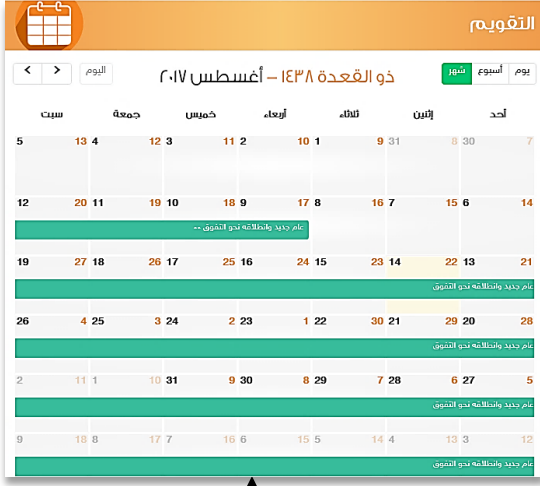 التقويم
يوم أسبوع شهر ذو القعدة ١٤٣٨ – أغسطس ٢٠١٧ اليوم < >
أحد إثنين ثلاثاء أربعاء خميس جمعة سبت
7 30 8 31 9 1 10 2 11 3 12 4 13 5
14 6 15 7 16 8 17 9 18 10 19 11 20 12
عام جديد وانطلاقه نحو التفوق --
21 13 22 14 23 15 24 16 25 17 26 18 27 19
عام جديد وانطلاقه نحو التفوق
28 20 29 21 30 22 1 23 2 24 3 25 4 26
عام جديد وانطلاقه نحو التفوق
5 27 6 28 7 29 8 30 9 31 10 1 11 2
عام جديد وانطلاقه نحو التفوق
12 3 13 4 14 5 15 6 16 7 17 8 18 9
عام جديد وانطلاقه نحو التفوق